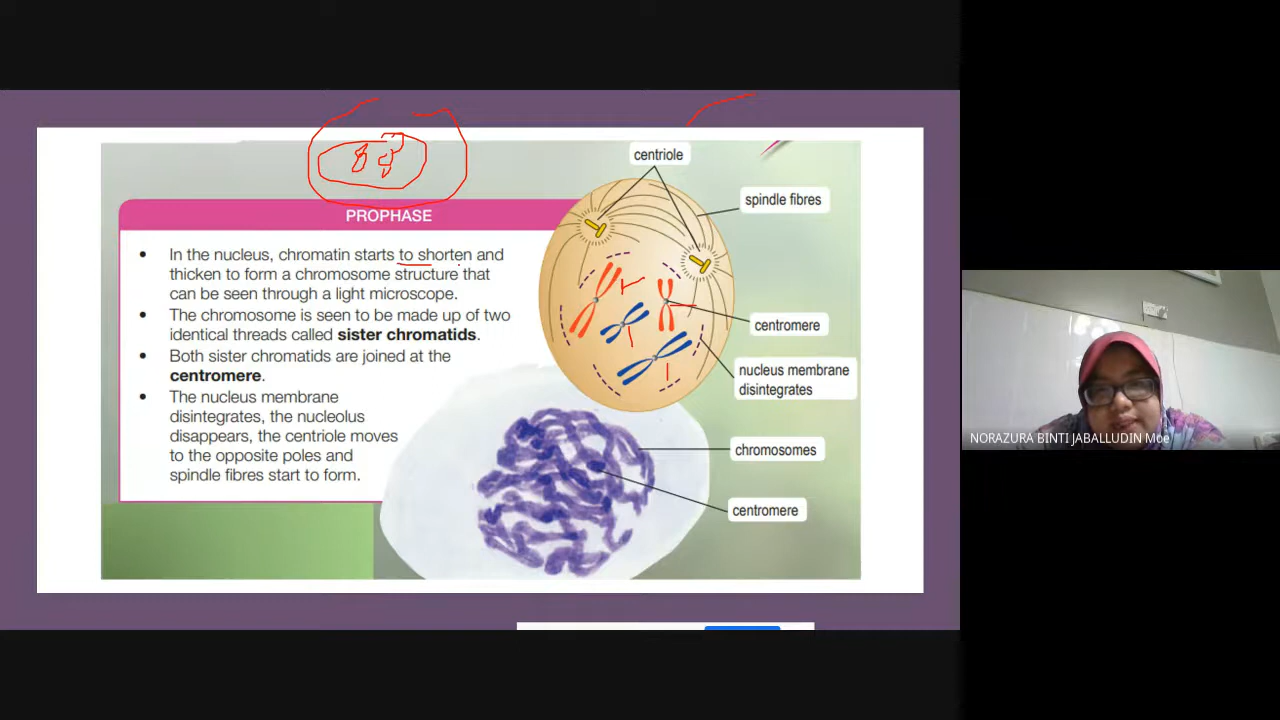 centriole
spindle fibres
PROPHASE
In the nucleus, chromatin starts to shorten and
thicken to form a chromosome structure that
can be seen through a light microscope.
The chromosome is seen to be made up of two
identical threads called sister chromatids.
Both sister chromatids are joined at the
centromere.
The nucleus membrane
disintegrates, the nucleolus
disappears, the centriole moves
to the opposite poles and
spindle fibres start to form.
centromere
nucleus membrane
disintegrates
chromosomes
centromere
NORAZURA BINTI JABALLUDIN Moe